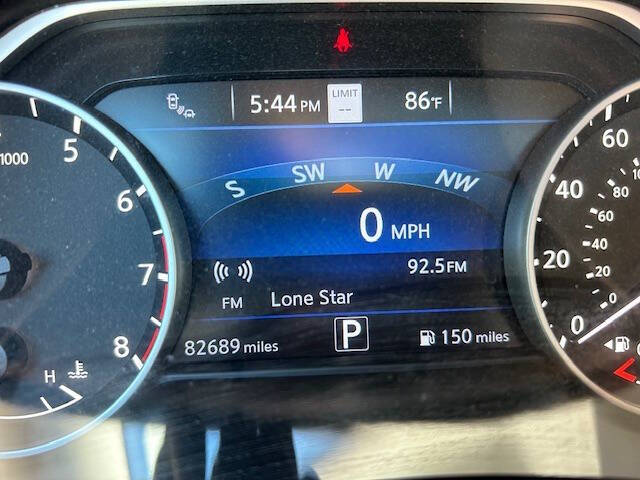 5:44 PM LIMIT -- 86°F
1000 5 6 7 8
S SW W NW
0 MPH
92.5FM
FM Lone Star
82689 miles P 150 miles
H
60 40 20 0
80 60 40 20 0